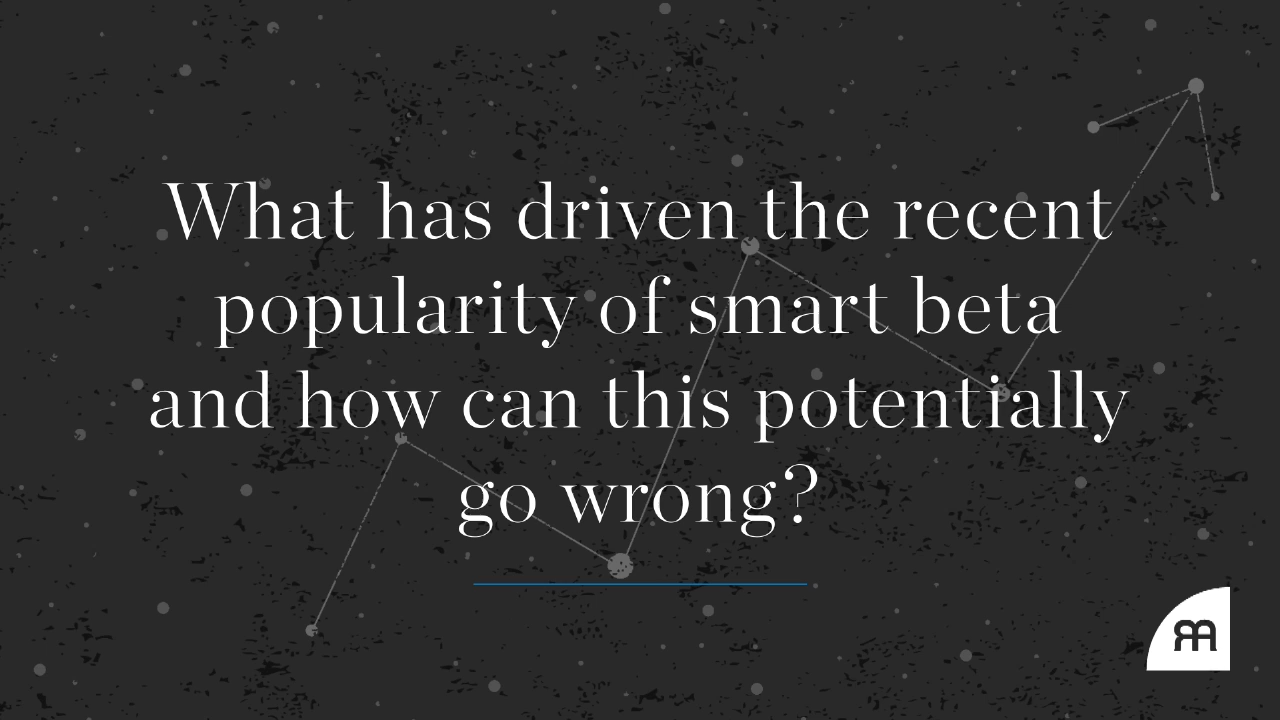 What has driven the recent
popularity of smart beta
and how can this potentially
go wrong?